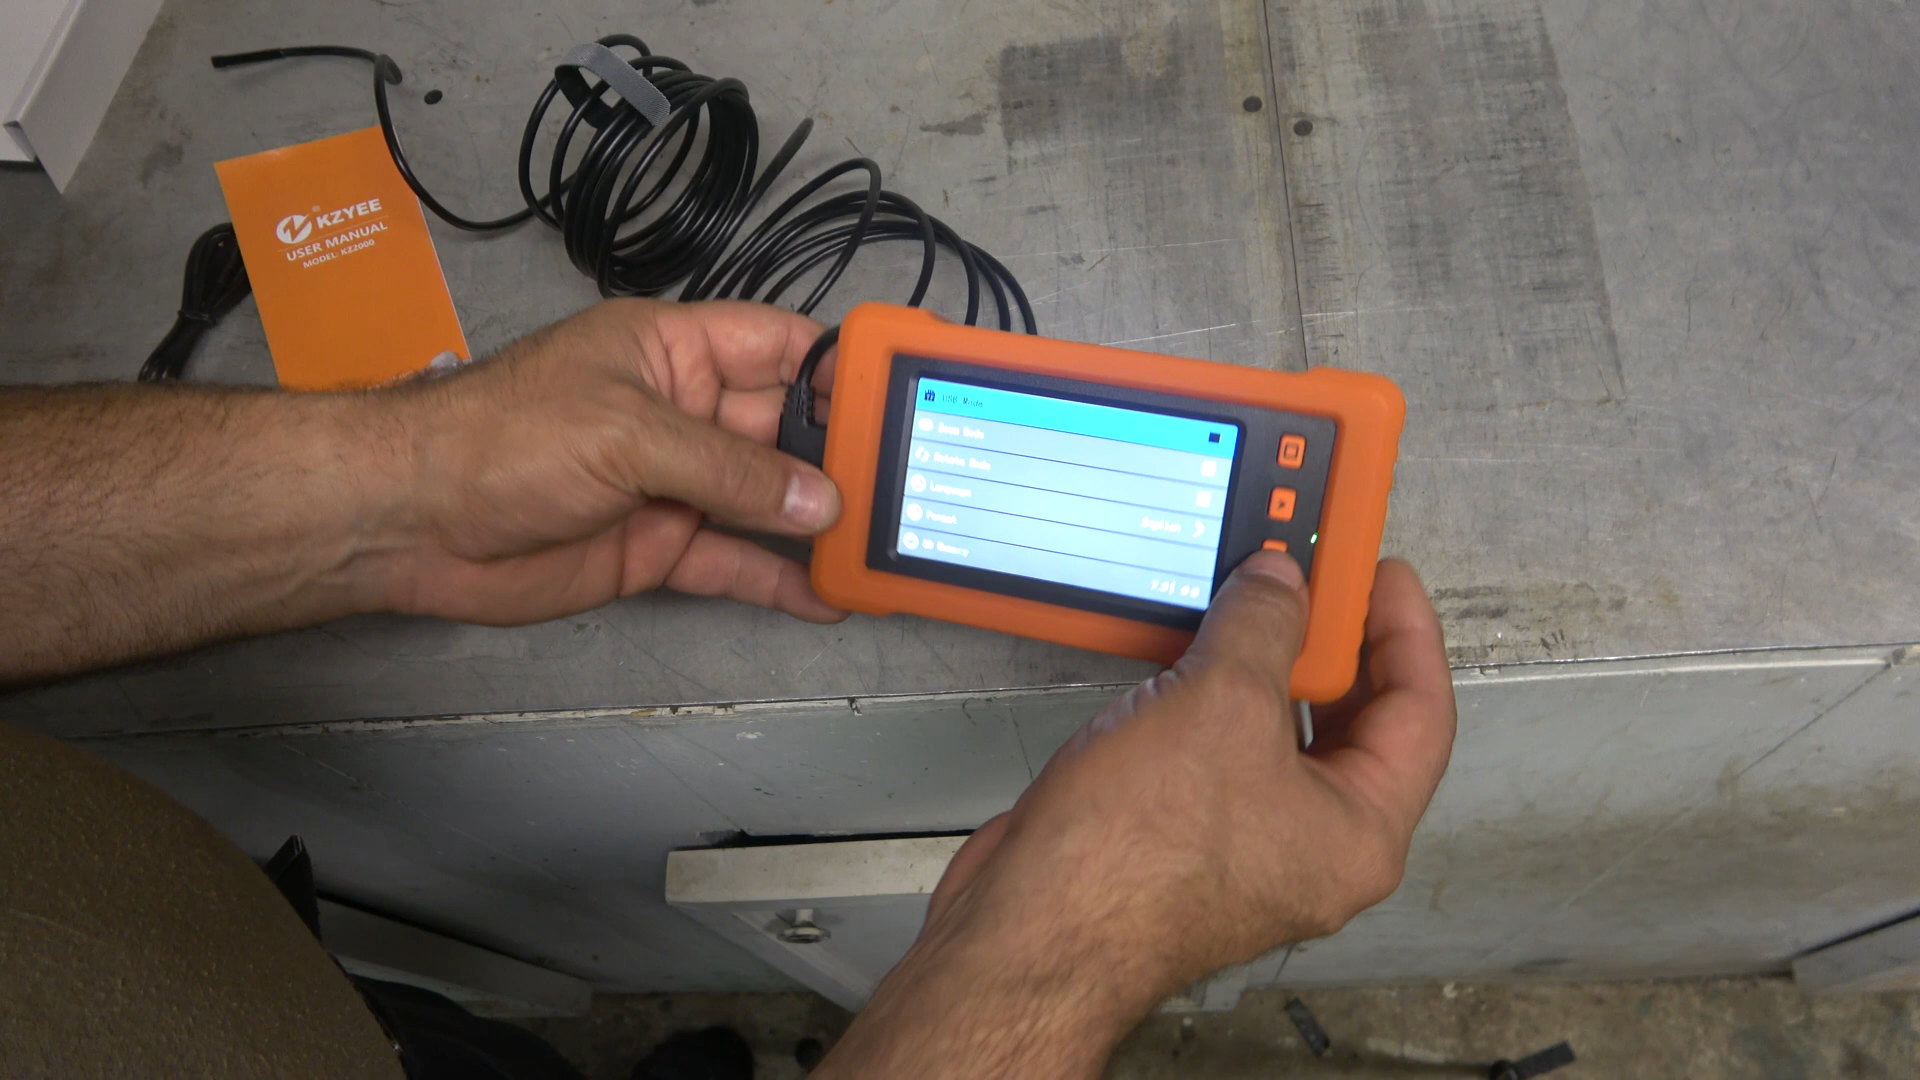 KZYEE
USER MANUAL
MODEL: KZ2000
USB Mode
Zoom Mode
Rotate Mode
Language
English
Format
SD Memory